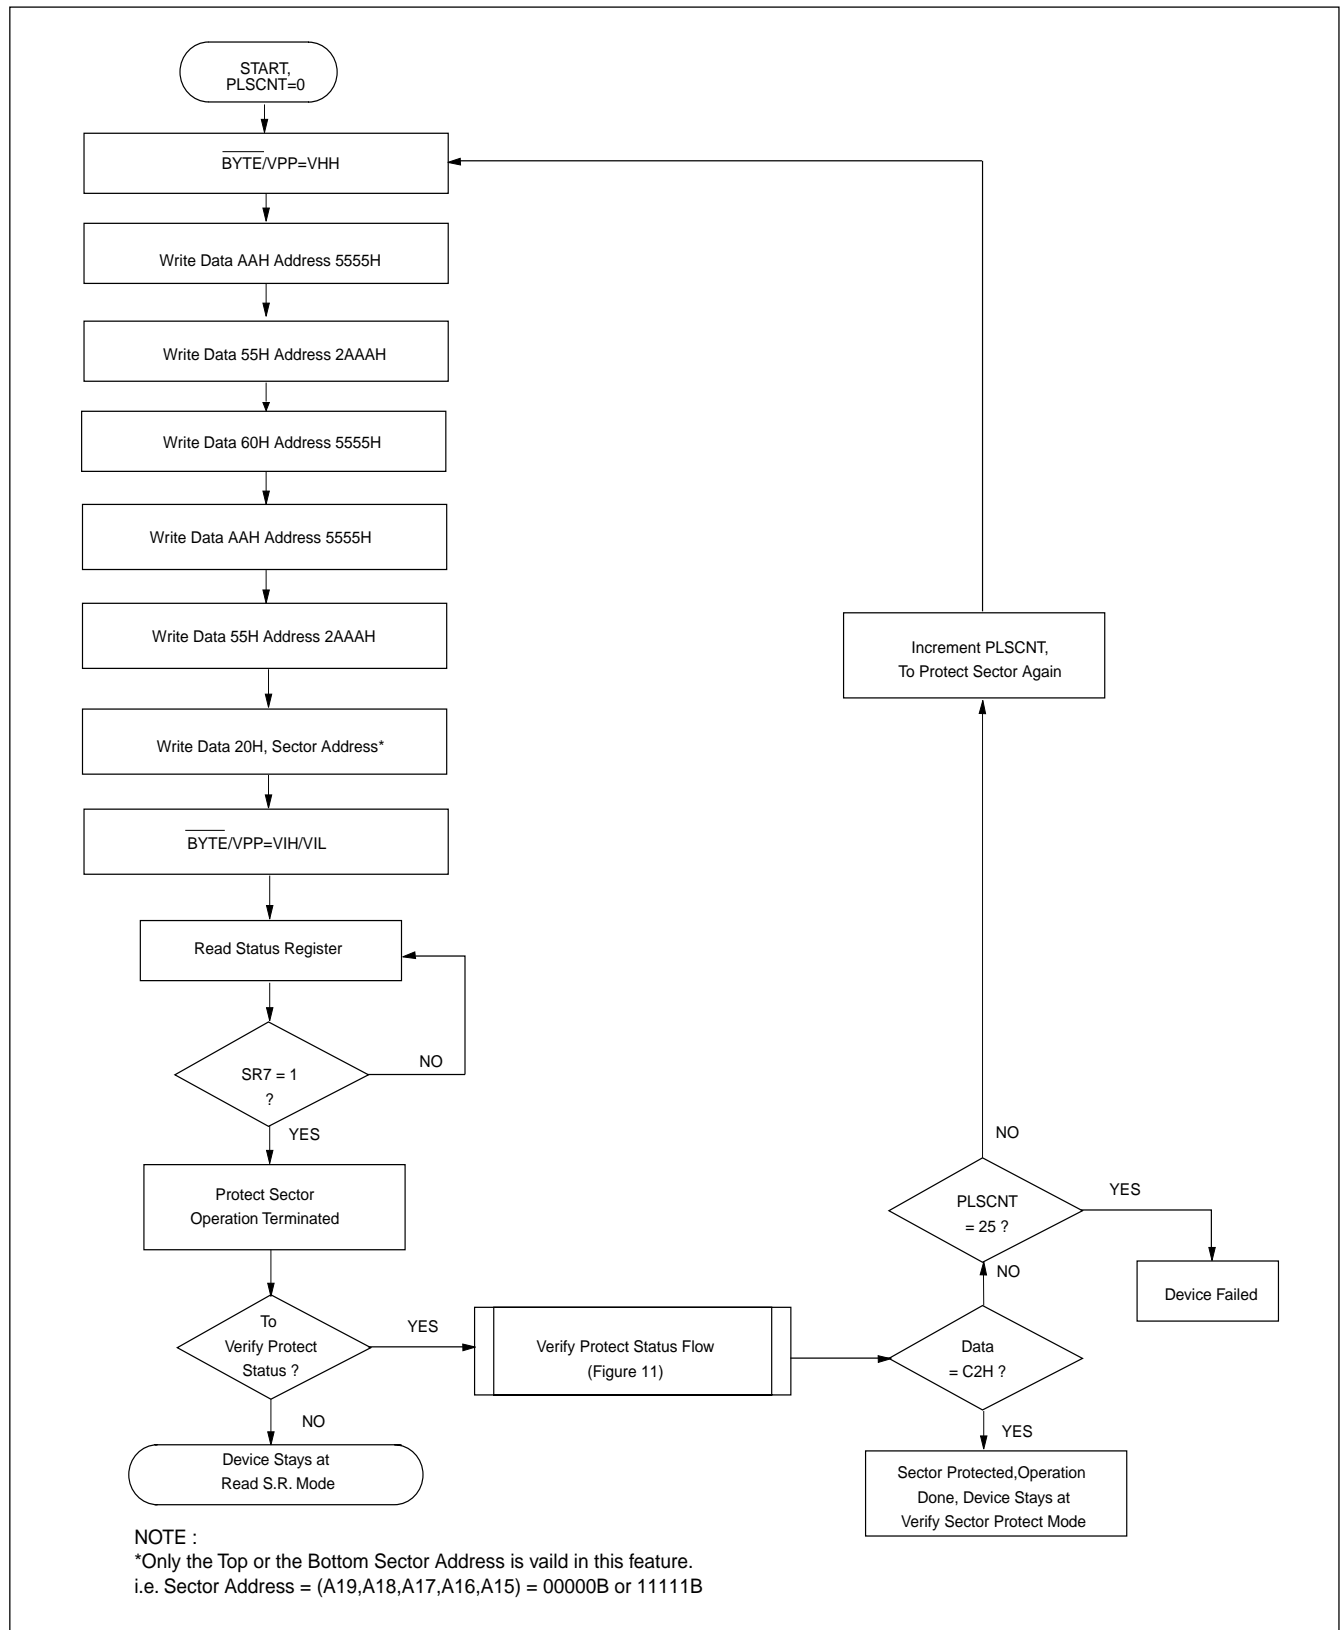 START,
PLSCNT=0
BYTE/VPP=VHH
Write Data AAH Address 5555H
Write Data 55H Address 2AAAH
Write Data 60H Address 5555H
Write Data AAH Address 5555H
Write Data 55H Address 2AAAH
Write Data 20H, Sector Address*
BYTE/VPP=VIH/VIL
Read Status Register
SR7 = 1
?
NO
YES
Protect Sector
Operation Terminated
To
Verify Protect
Status ?
YES
NO
Device Stays at
Read S.R. Mode
Verify Protect Status Flow
(Figure 11)
Data
= C2H ?
YES
Sector Protected,Operation
Done, Device Stays at
Verify Sector Protect Mode
NO
PLSCNT
= 25 ?
YES
Device Failed
NO
Increment PLSCNT,
To Protect Sector Again
NOTE :
*Only the Top or the Bottom Sector Address is vaild in this feature.
i.e. Sector Address = (A19,A18,A17,A16,A15) = 00000B or 11111B